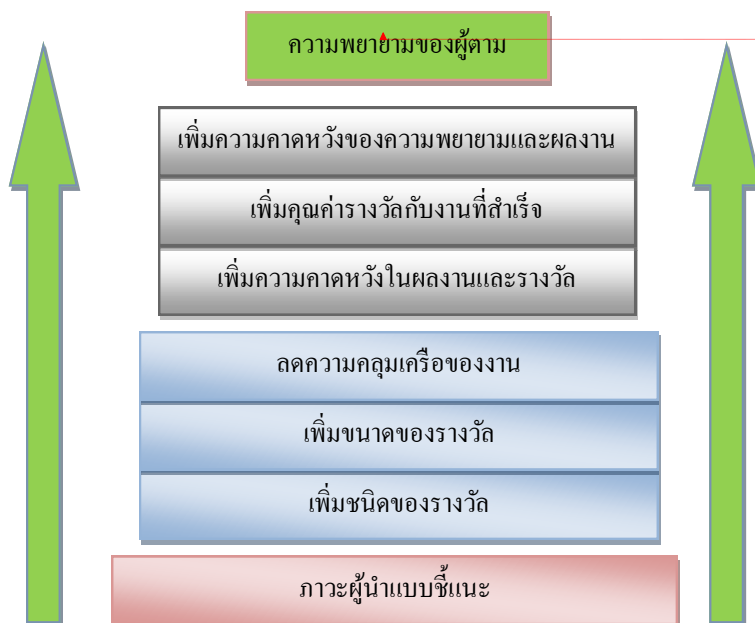 ความพยายามของผู้ตาม
เพิ่มความคาดหวังของความพยายามและผลงาน
เพิ่มคุณค่ารางวัลกับงานที่สำเร็จ
เพิ่มความคาดหวังในผลงานและรางวัล
ลดความคลุมเครือของงาน
เพิ่มขนาดของรางวัล
เพิ่มชนิดของรางวัล
ภาวะผู้นำแบบชี้แนะ